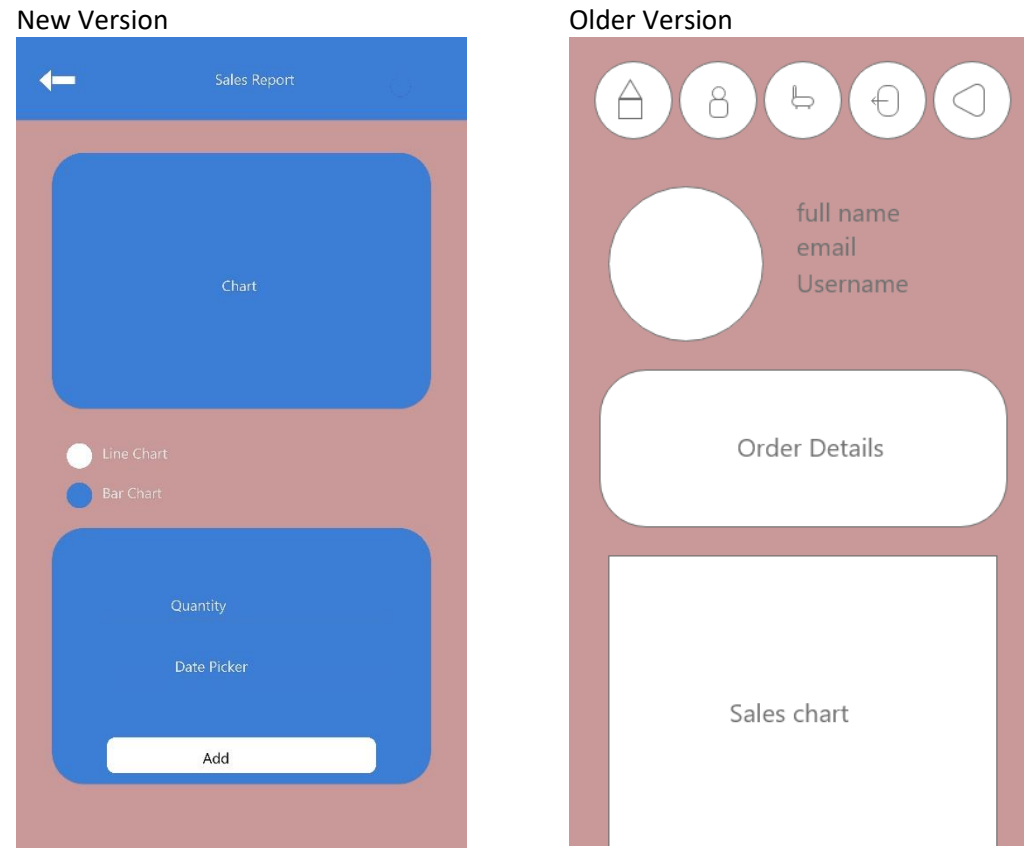 New Version
Sales Report
Chart
Line Chart
Bar Chart
Quantity
Date Picker
Add
Older Version
full name
email
Username
Order Details
Sales chart